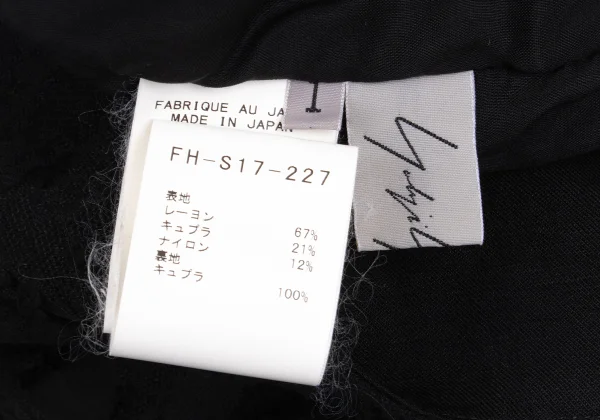 FABRIQUE AU JA
MADE IN JAPAN
I
FH-S17-227
表地
レーヨン 67%
キュプラ 21%
ナイロン 12%
裏地
キュプラ 100%